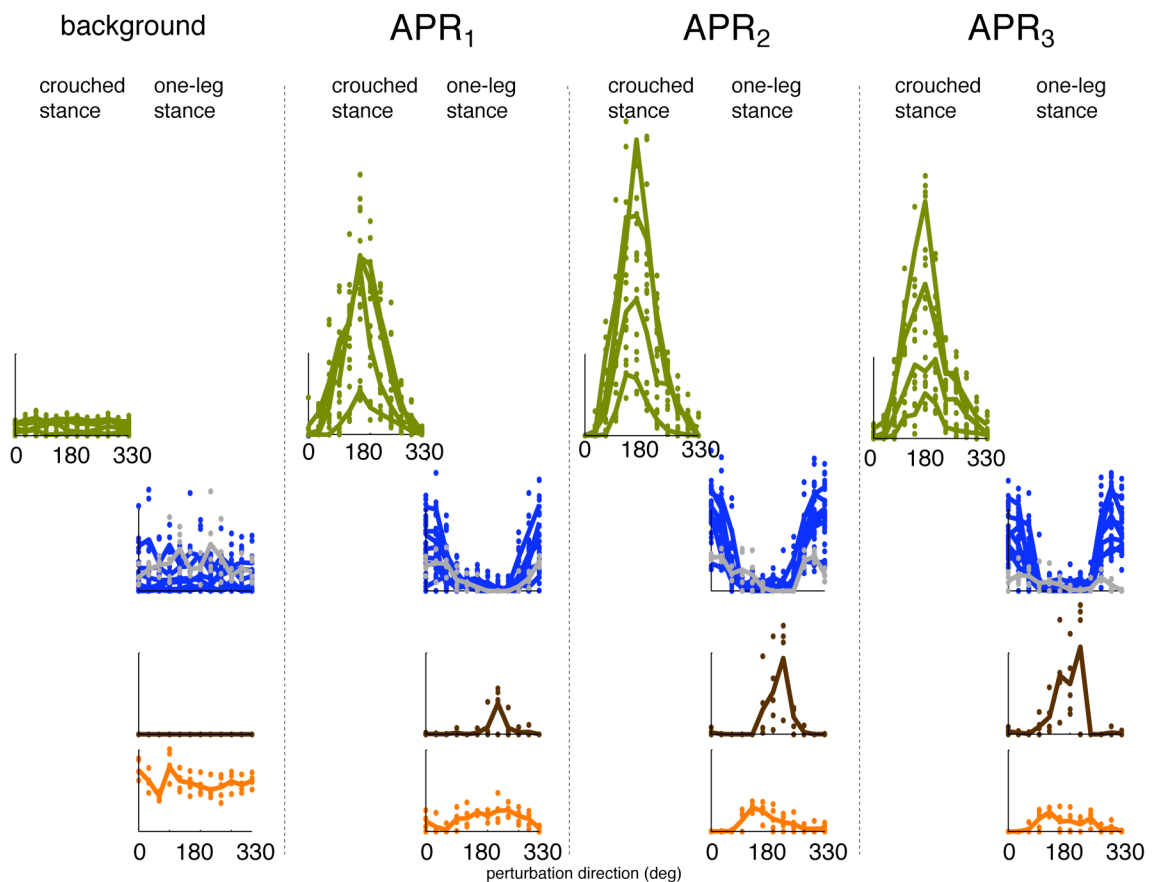 background
APR₁
APR₂
APR₃
crouched stance
one-leg stance
crouched stance
one-leg stance
crouched stance
one-leg stance
crouched stance
one-leg stance
0 180 330
0 180 330
0 180 330
0 180 330
0 180 330
0 180 330
0 180 330
0 180 330
perturbation direction (deg)